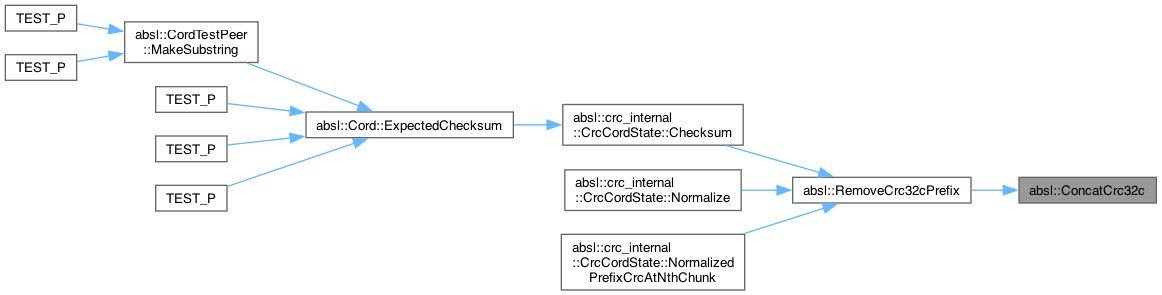 TEST_P
TEST_P
absl::CordTestPeer
::MakeSubstring
TEST_P
TEST_P
TEST_P
absl::Cord::ExpectedChecksum
absl::crc_internal
::CrcCordState::Checksum
absl::crc_internal
::CrcCordState::Normalize
absl::crc_internal
::CrcCordState::Normalized
PrefixCrcAtNthChunk
absl::RemoveCrc32cPrefix
absl::ConcatCrc32c